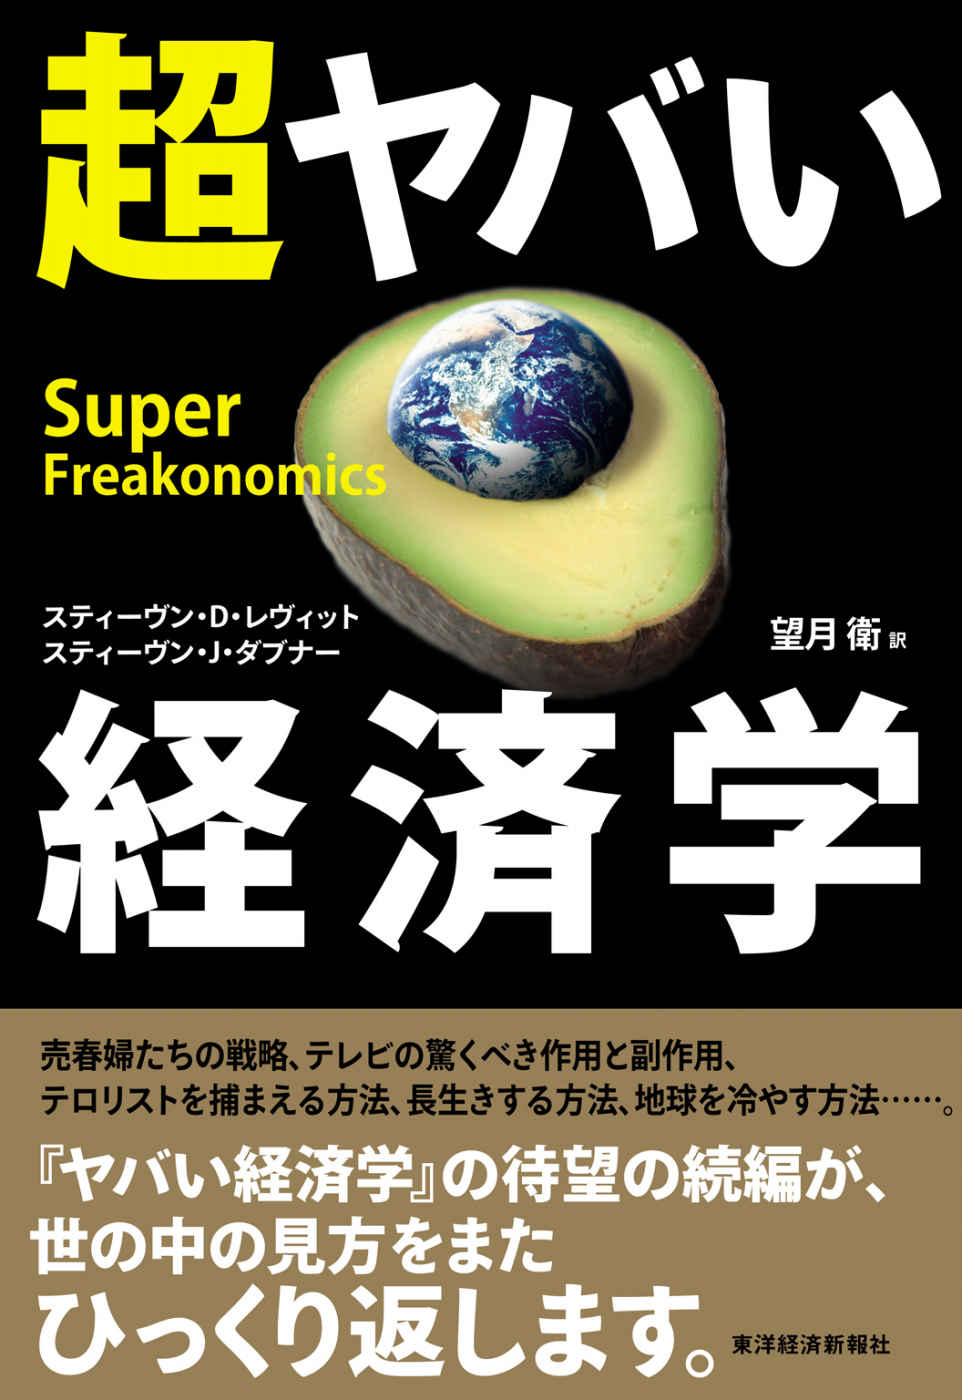 超ヤバい
Super
Freakonomics
スティーヴン・D・レヴィット
スティーヴン・J・ダブナー
望月 衛 訳
経済学
売春婦たちの戦略、テレビの驚くべき作用と副作用、
テロリストを捕まえる方法、長生きする方法、地球を冷やす方法……。
『ヤバい経済学』の待望の続編が、
世の中の見方をまた
ひっくり返します。
東洋経済新報社